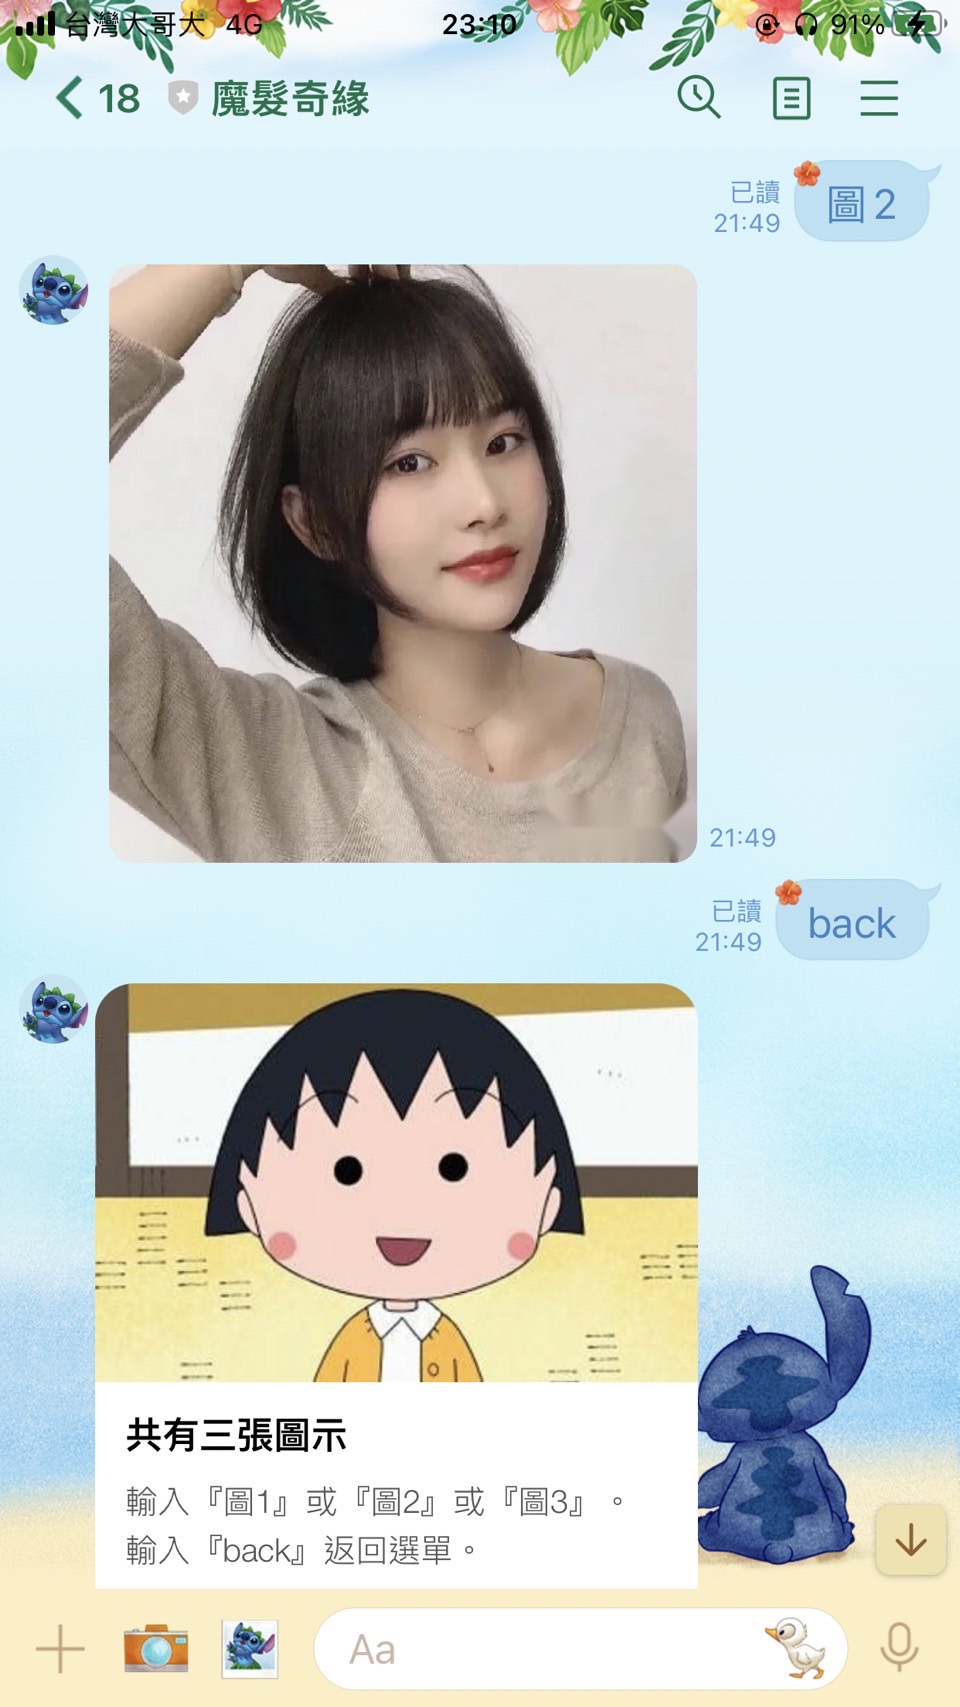 台灣大哥大 4G 23:10 91%
18 魔髮奇緣
已讀
21:49
圖 2
21:49
已讀
21:49
back
共有三張圖示
輸入『圖1』或『圖2』或『圖3』。
輸入『back』返回選單。
Aa